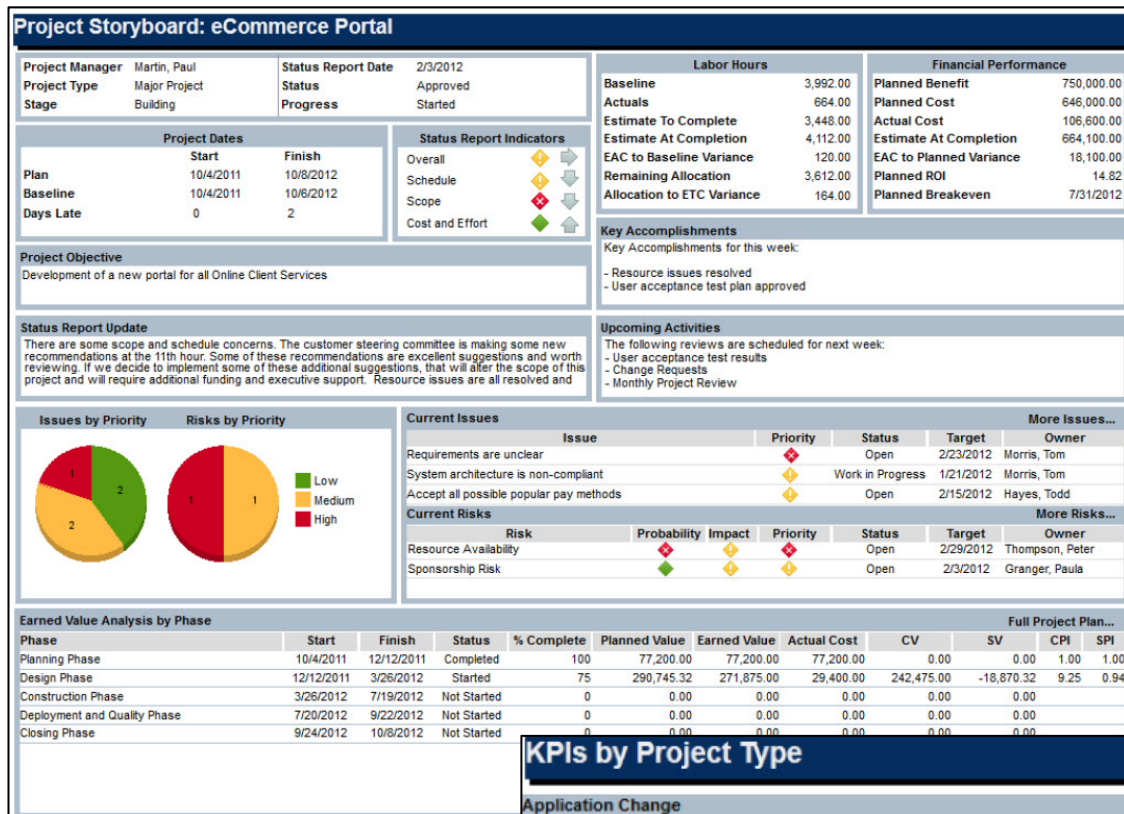 Project Storyboard: eCommerce Portal
Project Manager Martin, Paul Status Report Date 2/3/2012
Project Type Major Project Status Approved
Stage Building Progress Started
Project Dates
Start Finish
Plan 10/4/2011 10/8/2012
Baseline 10/4/2011 10/6/2012
Days Late 0 2
Status Report Indicators
Overall
Schedule
Scope
Cost and Effort
Labor Hours
Baseline 3,992.00
Actuals 664.00
Estimate To Complete 3,448.00
Estimate At Completion 4,112.00
EAC to Baseline Variance 120.00
Remaining Allocation 3,612.00
Allocation to ETC Variance 164.00
Financial Performance
Planned Benefit 750,000.00
Planned Cost 646,000.00
Actual Cost 106,600.00
Estimate At Completion 664,100.00
EAC to Planned Variance 18,100.00
Planned ROI 14.82
Planned Breakeven 7/31/2012
Project Objective
Development of a new portal for all Online Client Services
Key Accomplishments
Key Accomplishments for this week:
- Resource issues resolved
- User acceptance test plan approved
Status Report Update
There are some scope and schedule concerns. The customer steering committee is making some new
recommendations at the 11th hour. Some of these recommendations are excellent suggestions and worth
reviewing. If we decide to implement some of these additional suggestions, that will alter the scope of this
project and will require additional funding and executive support. Resource issues are all resolved and
Upcoming Activities
The following reviews are scheduled for next week:
- User acceptance test results
- Change Requests
- Monthly Project Review
Issues by Priority Risks by Priority
1
2
2
1
1
Low
Medium
High
Current Issues More Issues...
Issue Priority Status Target Owner
Requirements are unclear Open 2/23/2012 Morris, Tom
System architecture is non-compliant Work in Progress 1/21/2012 Morris, Tom
Accept all possible popular pay methods Open 2/15/2012 Hayes, Todd
Current Risks More Risks...
Risk Probability Impact Priority Status Target Owner
Resource Availability Open 2/29/2012 Thompson, Peter
Sponsorship Risk Open 2/3/2012 Granger, Paula
Earned Value Analysis by Phase Full Project Plan...
Phase Start Finish Status % Complete Planned Value Earned Value Actual Cost CV SV CPI SPI
Planning Phase 10/4/2011 12/12/2011 Completed 100 77,200.00 77,200.00 77,200.00 0.00 0.00 1.00 1.00
Design Phase 12/12/2011 3/26/2012 Started 75 290,745.32 271,875.00 29,400.00 242,475.00 -18,870.32 9.25 0.94
Construction Phase 3/26/2012 7/19/2012 Not Started 0 0.00 0.00 0.00 0.00 0.00
Deployment and Quality Phase 7/20/2012 9/22/2012 Not Started 0 0.00 0.00 0.00 0.00 0.00
Closing Phase 9/24/2012 10/8/2012 Not Started 0 0.00 0.00 0.00 0.00 0.00
KPIs by Project Type
Application Change